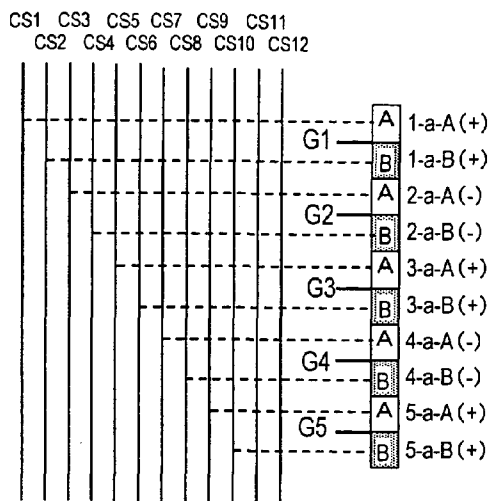 CS1 CS3 CS5 CS7 CS9 CS11
CS2 CS4 CS6 CS8 CS10 CS12
A 1-a-A(+)
G1
B 1-a-B(+)
A 2-a-A(-)
G2
B 2-a-B(-)
A 3-a-A(+)
G3
B 3-a-B(+)
A 4-a-A(-)
G4
B 4-a-B(-)
A 5-a-A(+)
G5
B 5-a-B(+)